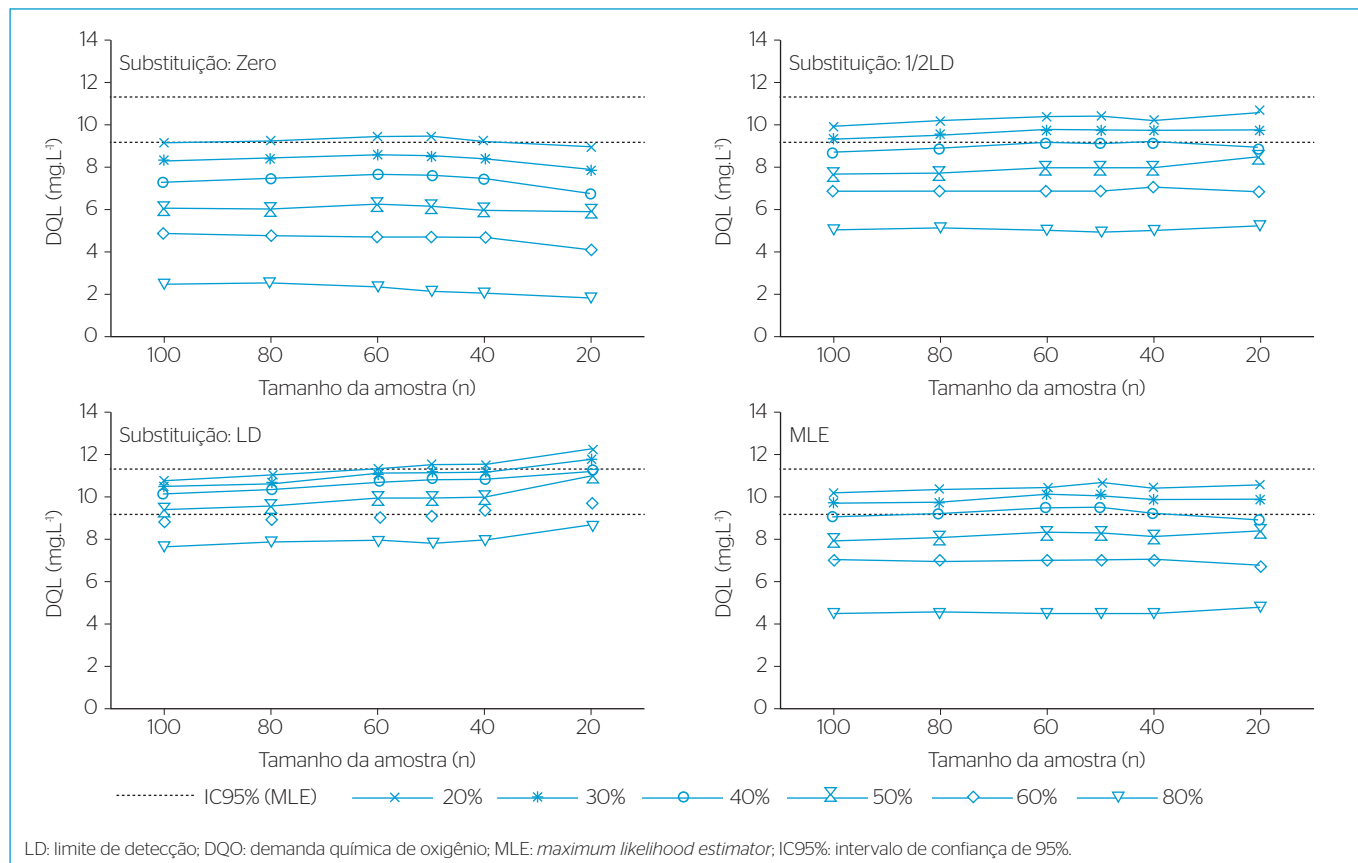 14
12
10
8
6
4
2
0
DQL (mg.L-1)
Substituição: Zero
100 80 60 40 20
Tamanho da amostra (n)
14
12
10
8
6
4
2
0
DQL (mg.L-1)
Substituição: 1/2LD
100 80 60 40 20
Tamanho da amostra (n)
14
12
10
8
6
4
2
0
DQL (mg.L-1)
Substituição: LD
100 80 60 40 20
Tamanho da amostra (n)
14
12
10
8
6
4
2
0
DQL (mg.L-1)
MLE
100 80 60 40 20
Tamanho da amostra (n)
IC95% (MLE) 20% 30% 40% 50% 60% 80%
LD: limite de detecção; DQO: demanda química de oxigênio; MLE: maximum likelihood estimator; IC95%: intervalo de confiança de 95%.